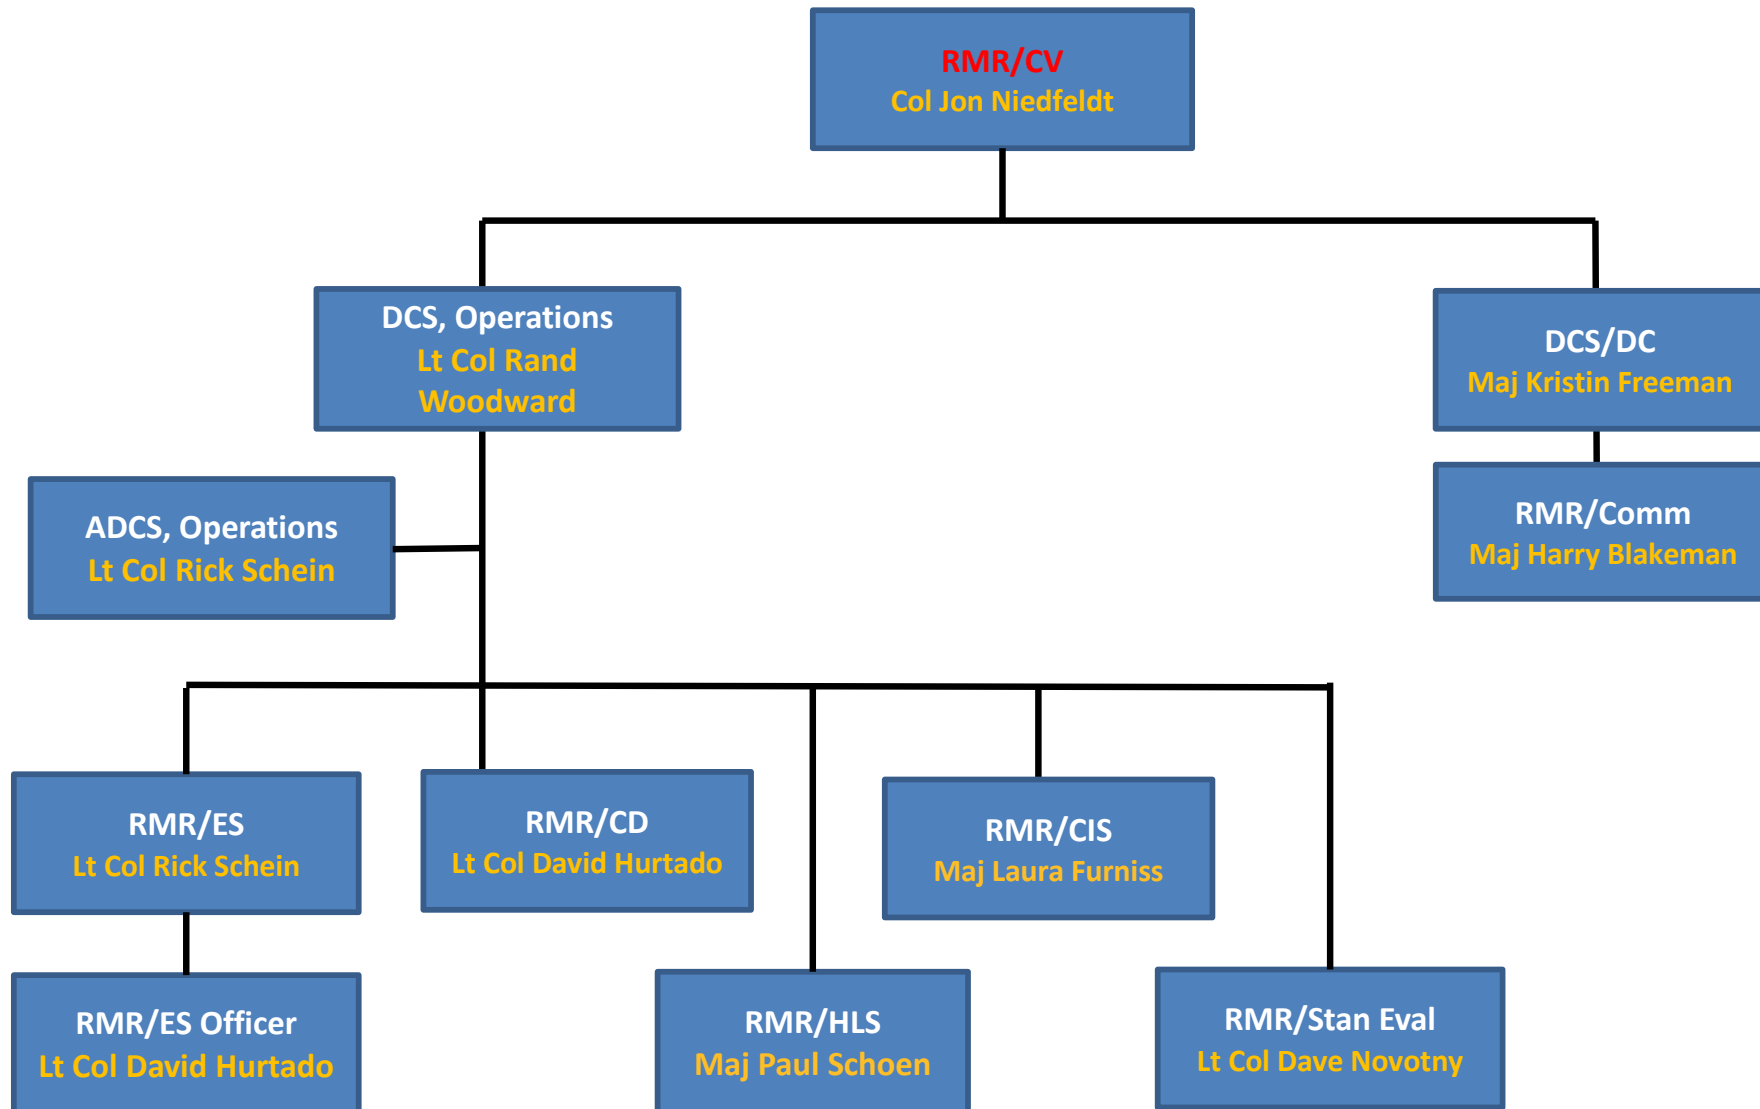 RMR/CV
Col Jon Niedfeldt
DCS, Operations
Lt Col Rand
Woodward
DCS/DC
Maj Kristin Freeman
ADCS, Operations
Lt Col Rick Schein
RMR/Comm
Maj Harry Blakeman
RMR/ES
Lt Col Rick Schein
RMR/CD
Lt Col David Hurtado
RMR/CIS
Maj Laura Furniss
RMR/ES Officer
Lt Col David Hurtado
RMR/HLS
Maj Paul Schoen
RMR/Stan Eval
Lt Col Dave Novotny